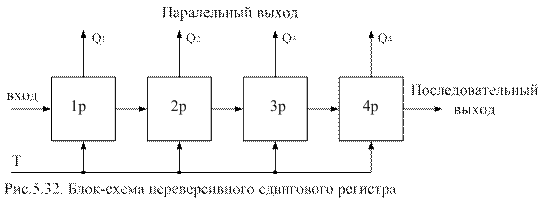 Паралельный выход
Q1 Q2 Q3 Q4
вход 1р 2р 3р 4р Последовательный
выход
Т
Рис.5.32. Блок-схема нереверсивного сдвигового регистра